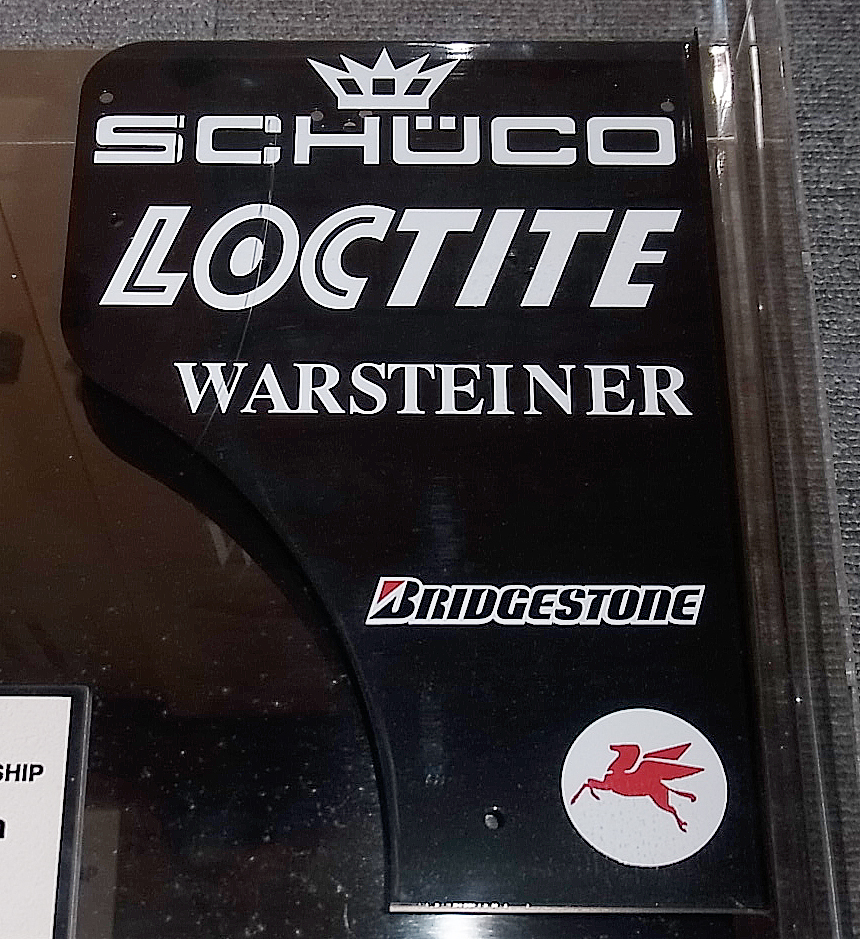 SCHÜCO
LOCTITE
WARSTEINER
BRIDGESTONE
SHIP